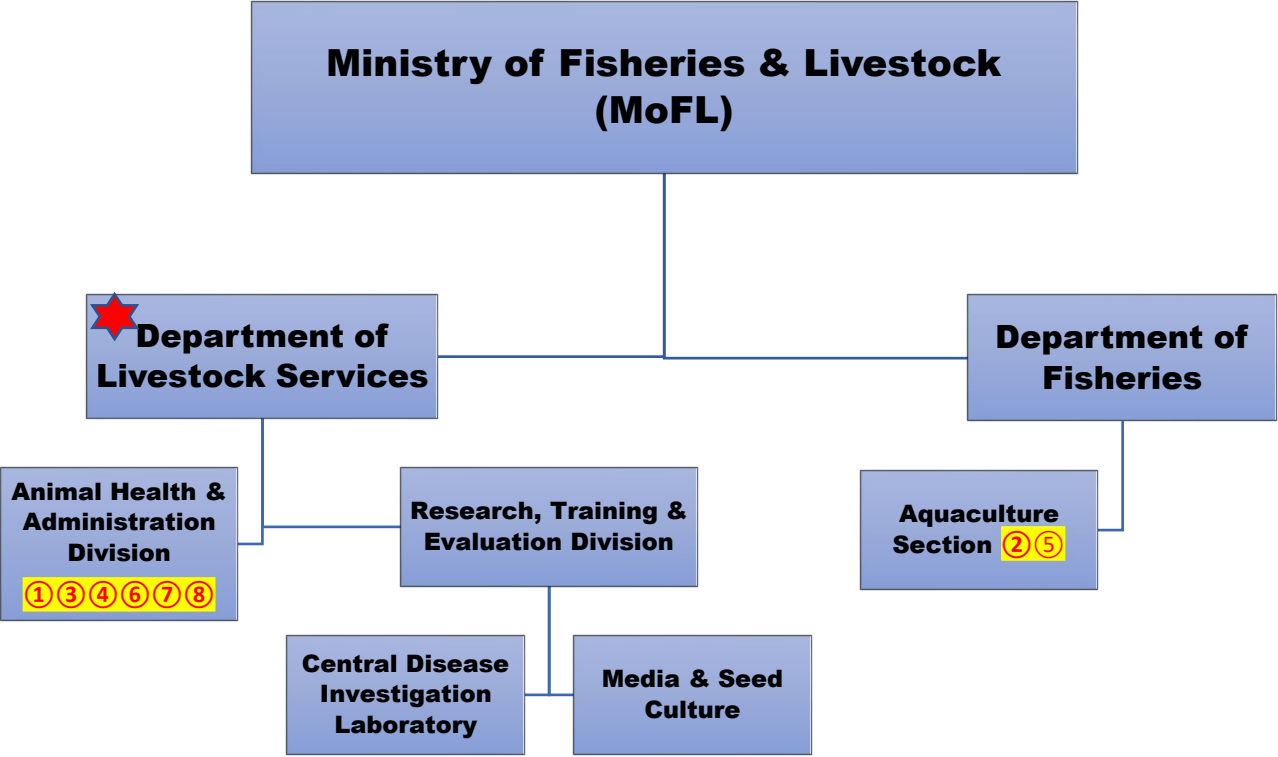 Ministry of Fisheries & Livestock
(MoFL)
Department of
Livestock Services
Department of
Fisheries
Animal Health &
Administration
Division
①③④⑥⑦⑧
Research, Training &
Evaluation Division
Aquaculture
Section ②⑤
Central Disease
Investigation
Laboratory
Media & Seed
Culture